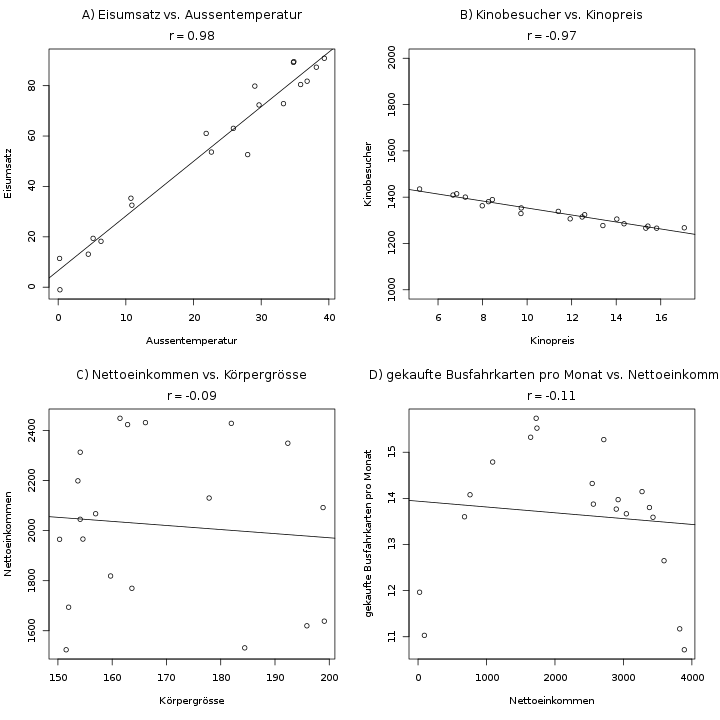 A) Eisumsatz vs. Aussentemperatur
r = 0.98
Eisumsatz
0
20
40
60
80
0 10 20 30 40
Aussentemperatur
B) Kinobesucher vs. Kinopreis
r = -0.97
Kinobesucher
1000
1200
1400
1600
1800
2000
6 8 10 12 14 16
Kinopreis
C) Nettoeinkommen vs. Körpergrösse
r = -0.09
Nettoeinkommen
1600
1800
2000
2200
2400
150 160 170 180 190 200
Körpergrösse
D) gekaufte Busfahrkarten pro Monat vs. Nettoeinkomm
r = -0.11
gekaufte Busfahrkarten pro Monat
11
12
13
14
15
0 1000 2000 3000 4000
Nettoeinkommen